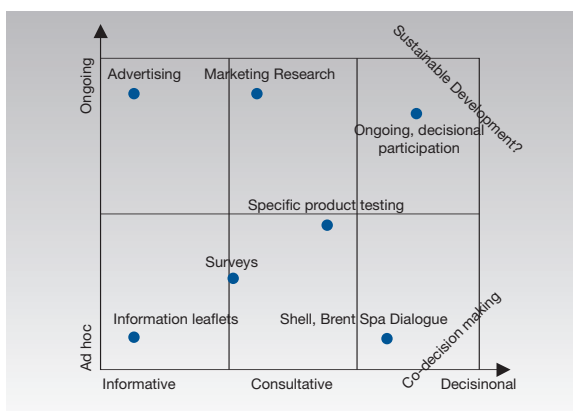 Sustainable Development?
Ongoing
Advertising
Marketing Research
Ongoing, decisional
participation
Specific product testing
Surveys
Information leaflets
Shell, Brent Spa Dialogue
Co-decision making
Ad hoc
Informative
Consultative
Decisinonal